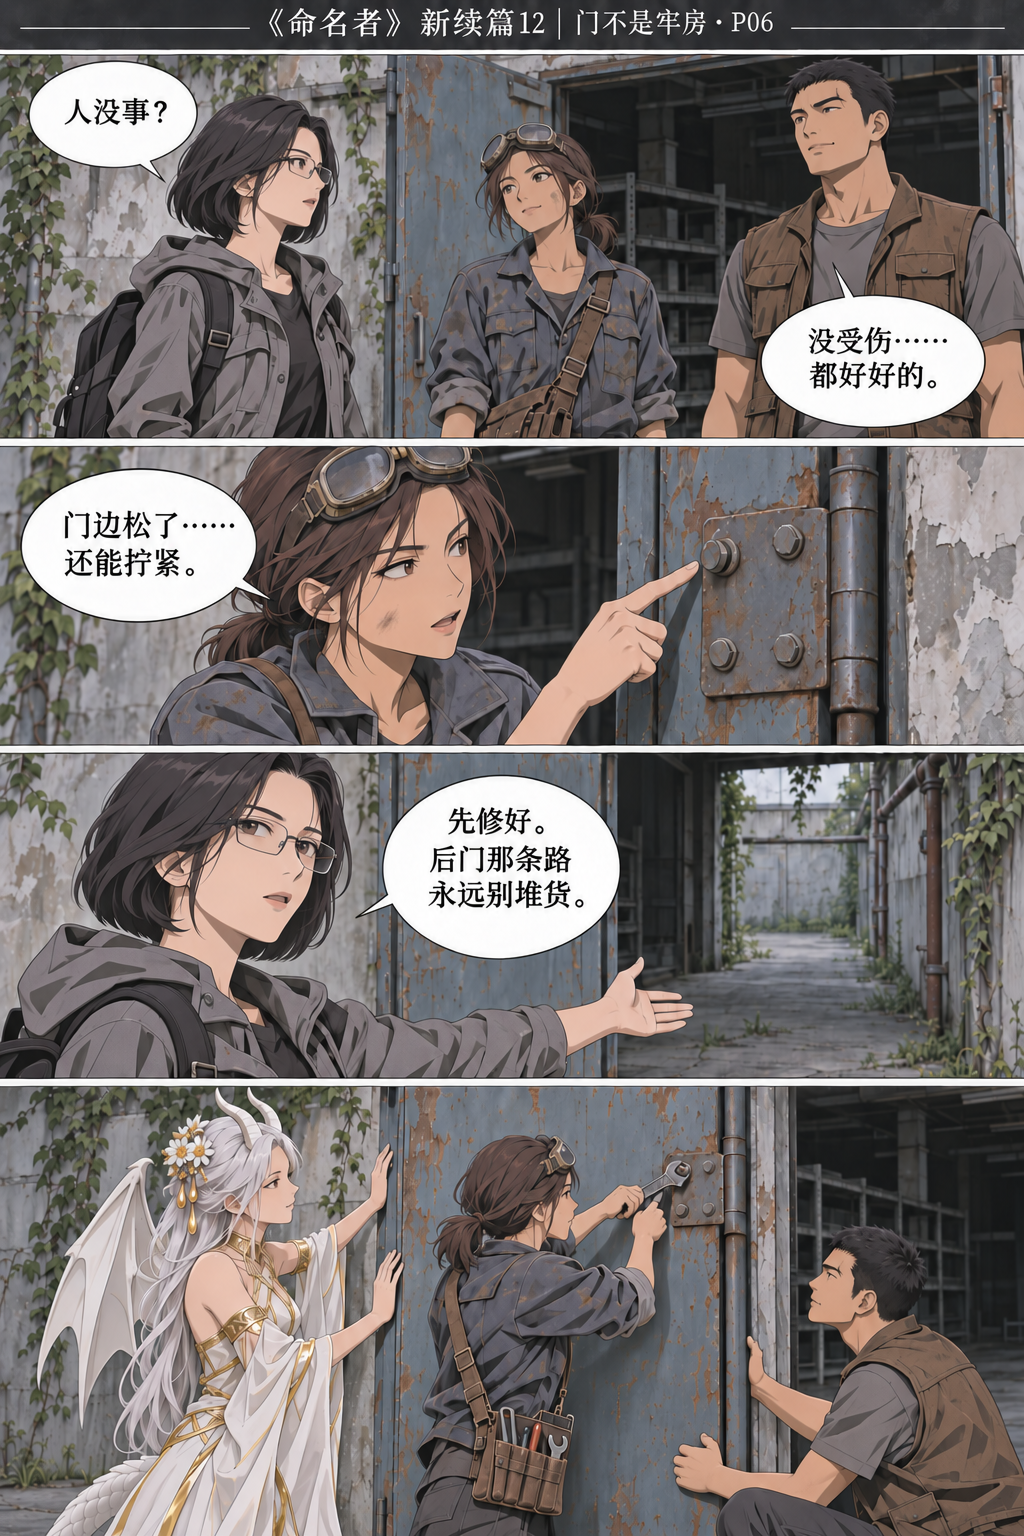 《命名者》 新续篇12 | 门不是牢房·P06
人没事？
没受伤……
都好好的。
门边松了……
还能拧紧。
先修好。
后门那条路
永远别堆货。